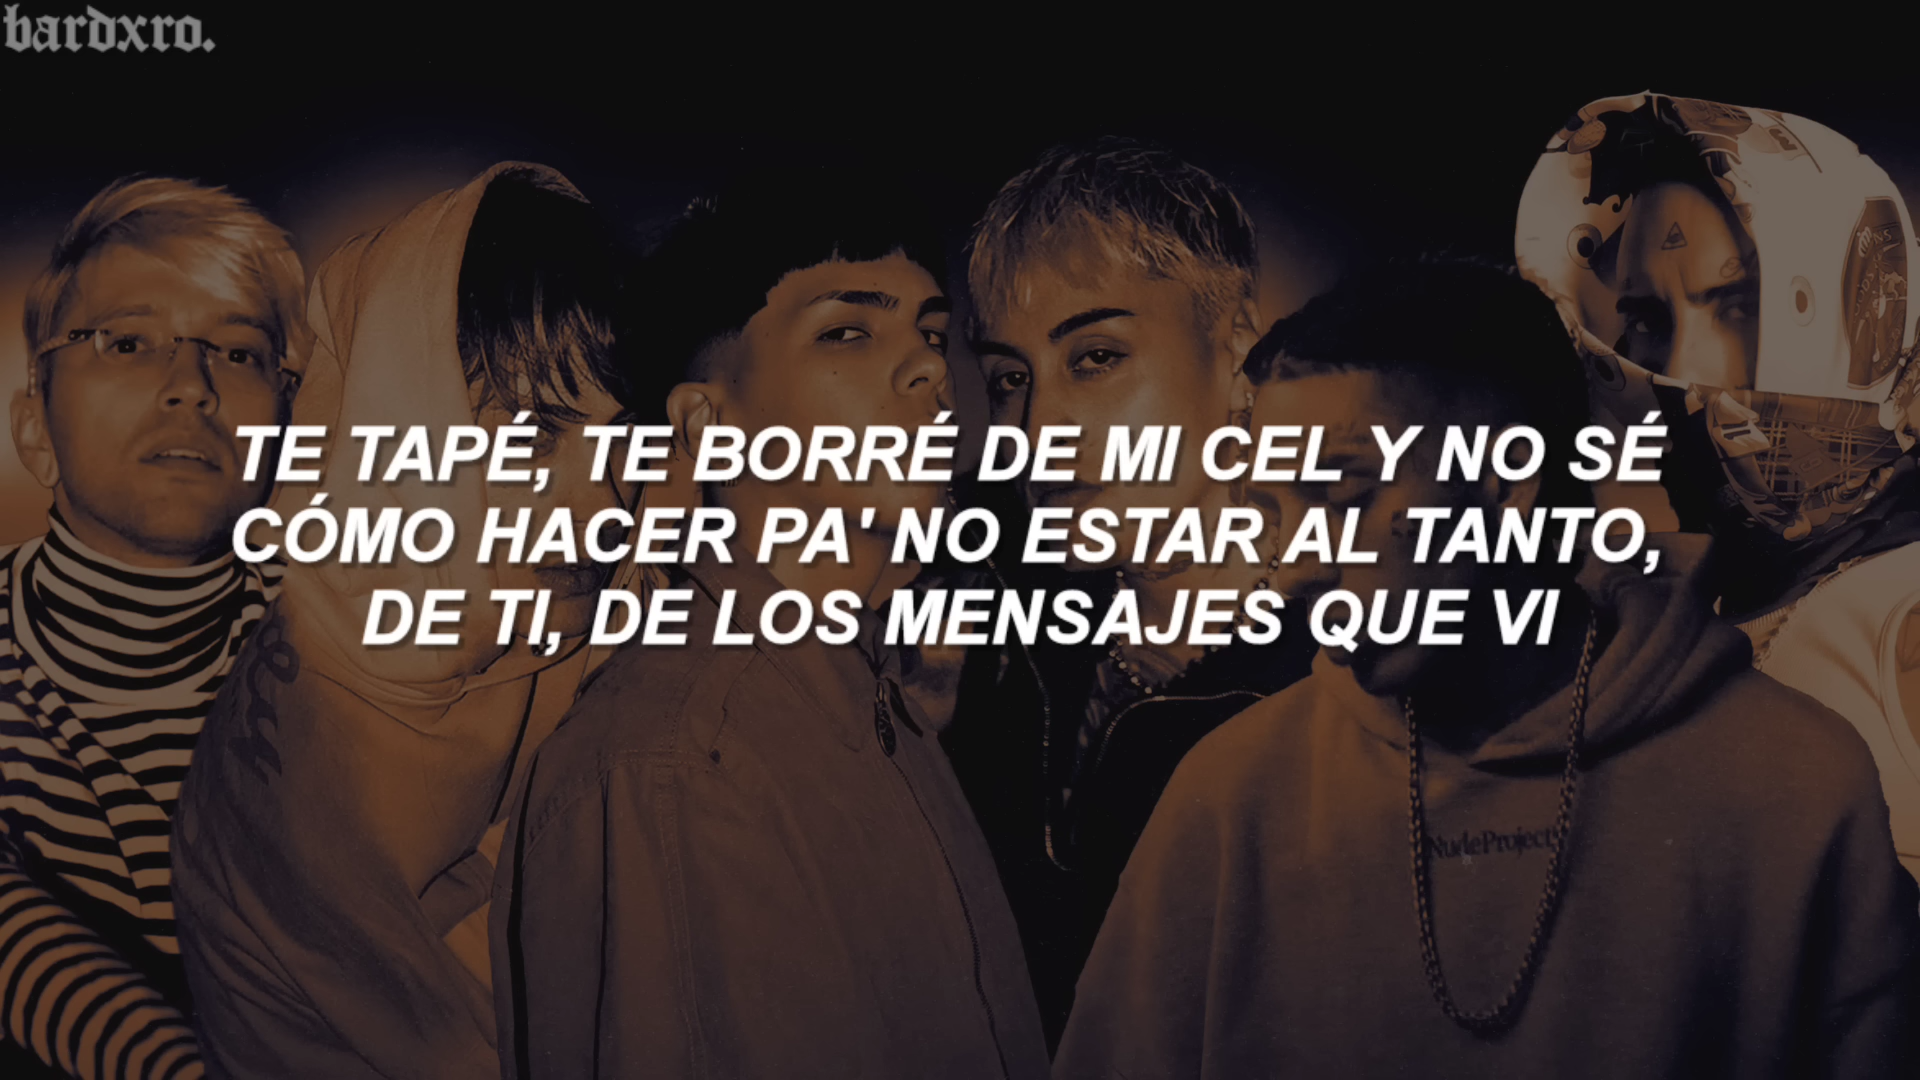 bardxro.
TE TAPÉ, TE BORRÉ DE MI CEL Y NO SÉ
CÓMO HACER PA' NO ESTAR AL TANTO,
DE TI, DE LOS MENSAJES QUE VI
NudeProject